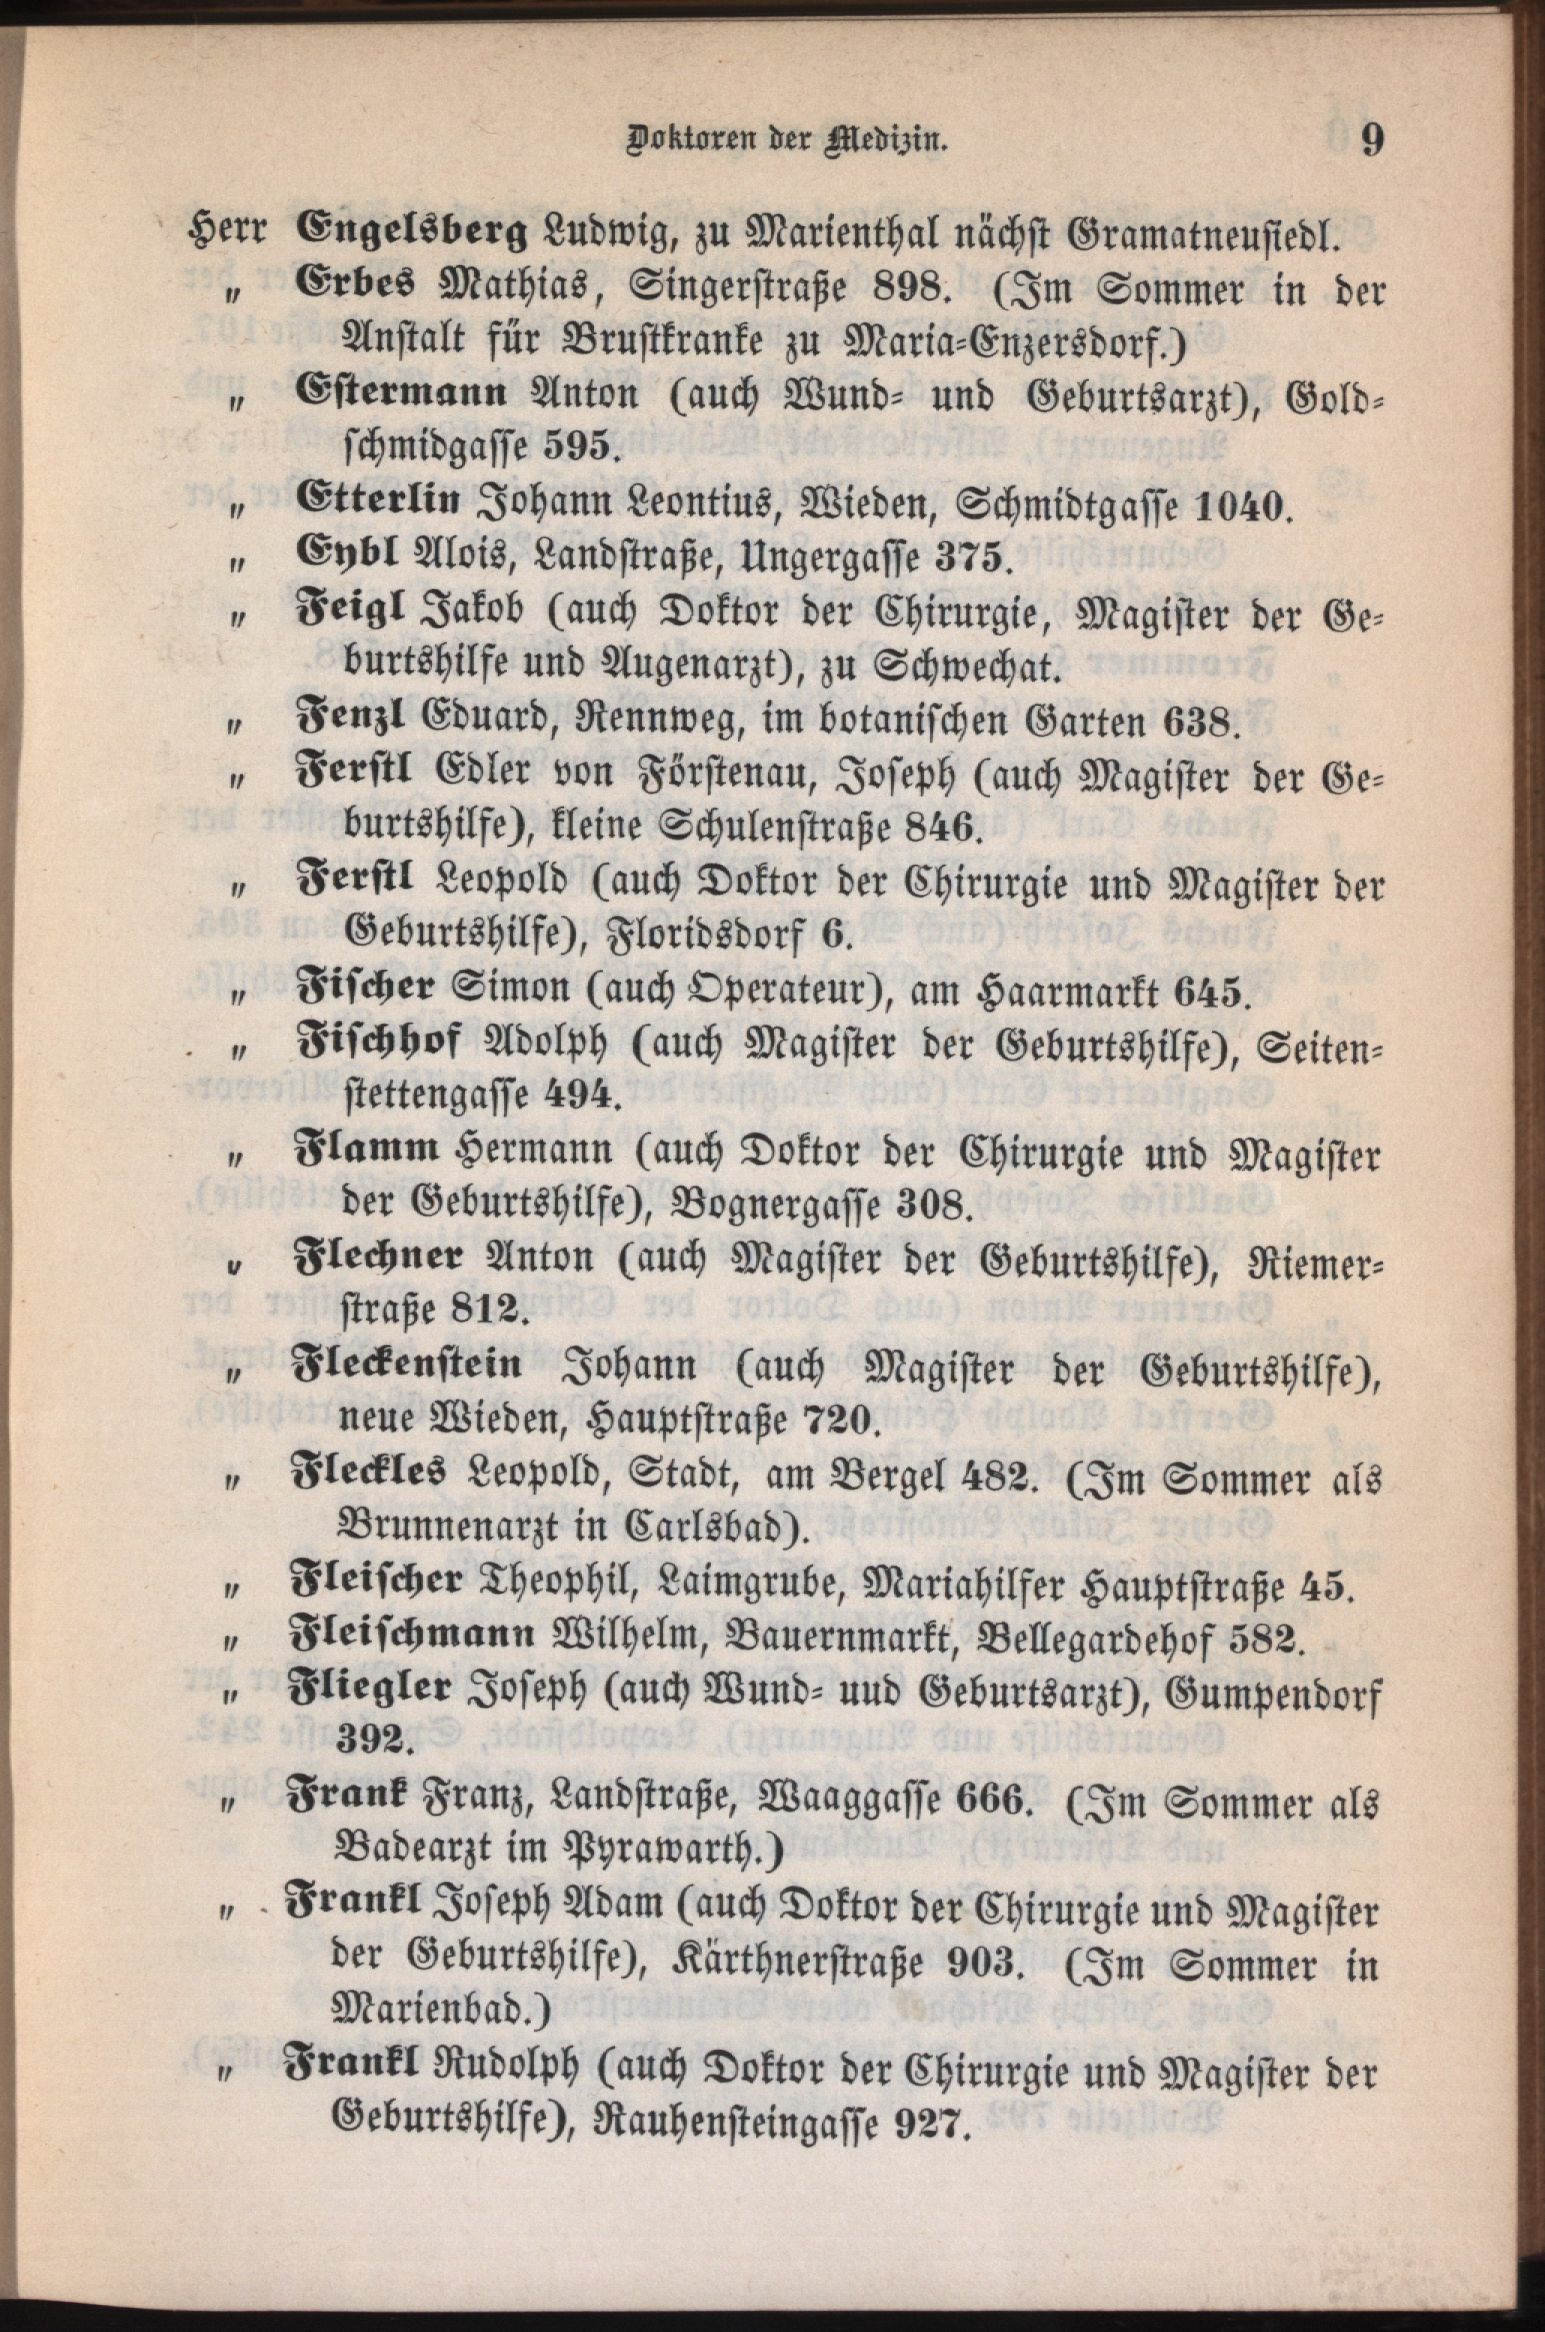 Doktoren der Medizin. 9
Herr Engelsberg Ludwig, zu Marienthal nächst Gramatneusiedl.
„ Erbes Mathias, Singerstraße 898. (Im Sommer in der
Anstalt für Brustkranke zu Maria-Enzersdorf.)
„ Estermann Anton (auch Wund- und Geburtsarzt), Gold-
schmidgasse 595.
„ Etterlin Johann Leontius, Wieden, Schmidtgasse 1040.
„ Eybl Alois, Landstraße, Ungergasse 375.
„ Feigl Jakob (auch Doktor der Chirurgie, Magister der Ge-
burtshilfe und Augenarzt), zu Schwechat.
„ Fenzl Eduard, Rennweg, im botanischen Garten 638.
„ Ferstl Edler von Förstenau, Joseph (auch Magister der Ge-
burtshilfe), kleine Schulenstraße 846.
„ Ferstl Leopold (auch Doktor der Chirurgie und Magister der
Geburtshilfe), Floridsdorf 6.
„ Fischer Simon (auch Operateur), am Haarmarkt 645.
„ Fischhof Adolph (auch Magister der Geburtshilfe), Seiten-
stettengasse 494.
„ Flamm Hermann (auch Doktor der Chirurgie und Magister
der Geburtshilfe), Bognergasse 308.
„ Flechner Anton (auch Magister der Geburtshilfe), Riemer-
straße 812.
„ Fleckenstein Johann (auch Magister der Geburtshilfe),
neue Wieden, Hauptstraße 720.
„ Fleckles Leopold, Stadt, am Bergel 482. (Im Sommer als
Brunnenarzt in Carlsbad).
„ Fleischer Theophil, Laimgrube, Mariahilfer Hauptstraße 45.
„ Fleischmann Wilhelm, Bauernmarkt, Bellegardehof 582.
„ Fliegler Joseph (auch Wund- uud Geburtsarzt), Gumpendorf
392.
„ Frank Franz, Landstraße, Waaggasse 666. (Im Sommer als
Badearzt im Pyrawarth.)
„ Frankl Joseph Adam (auch Doktor der Chirurgie und Magister
der Geburtshilfe), Kärthnerstraße 903. (Im Sommer in
Marienbad.)
„ Frankl Rudolph (auch Doktor der Chirurgie und Magister der
Geburtshilfe), Rauhensteingasse 927.